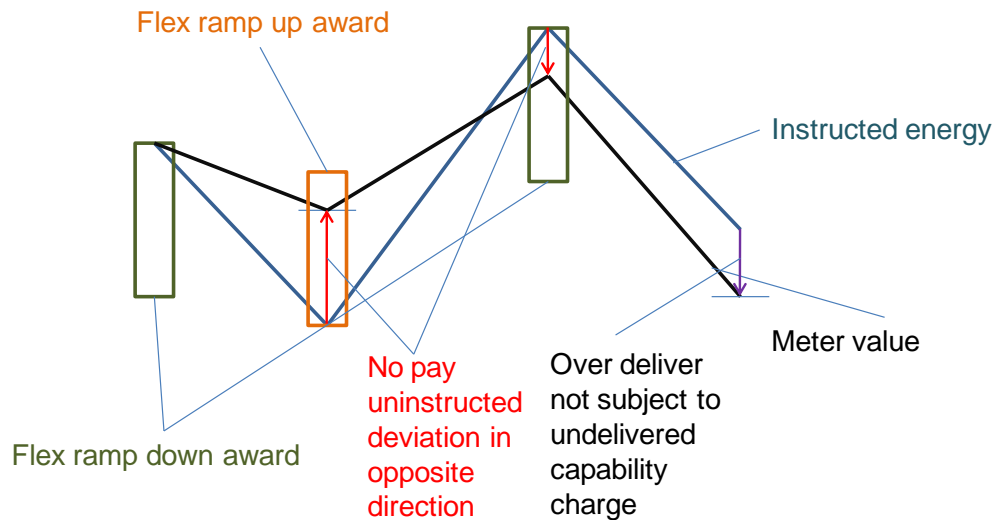 Flex ramp up award
Instructed energy
Meter value
No pay
uninstructed
deviation in
opposite
direction
Over deliver
not subject to
undelivered
capability
charge
Flex ramp down award